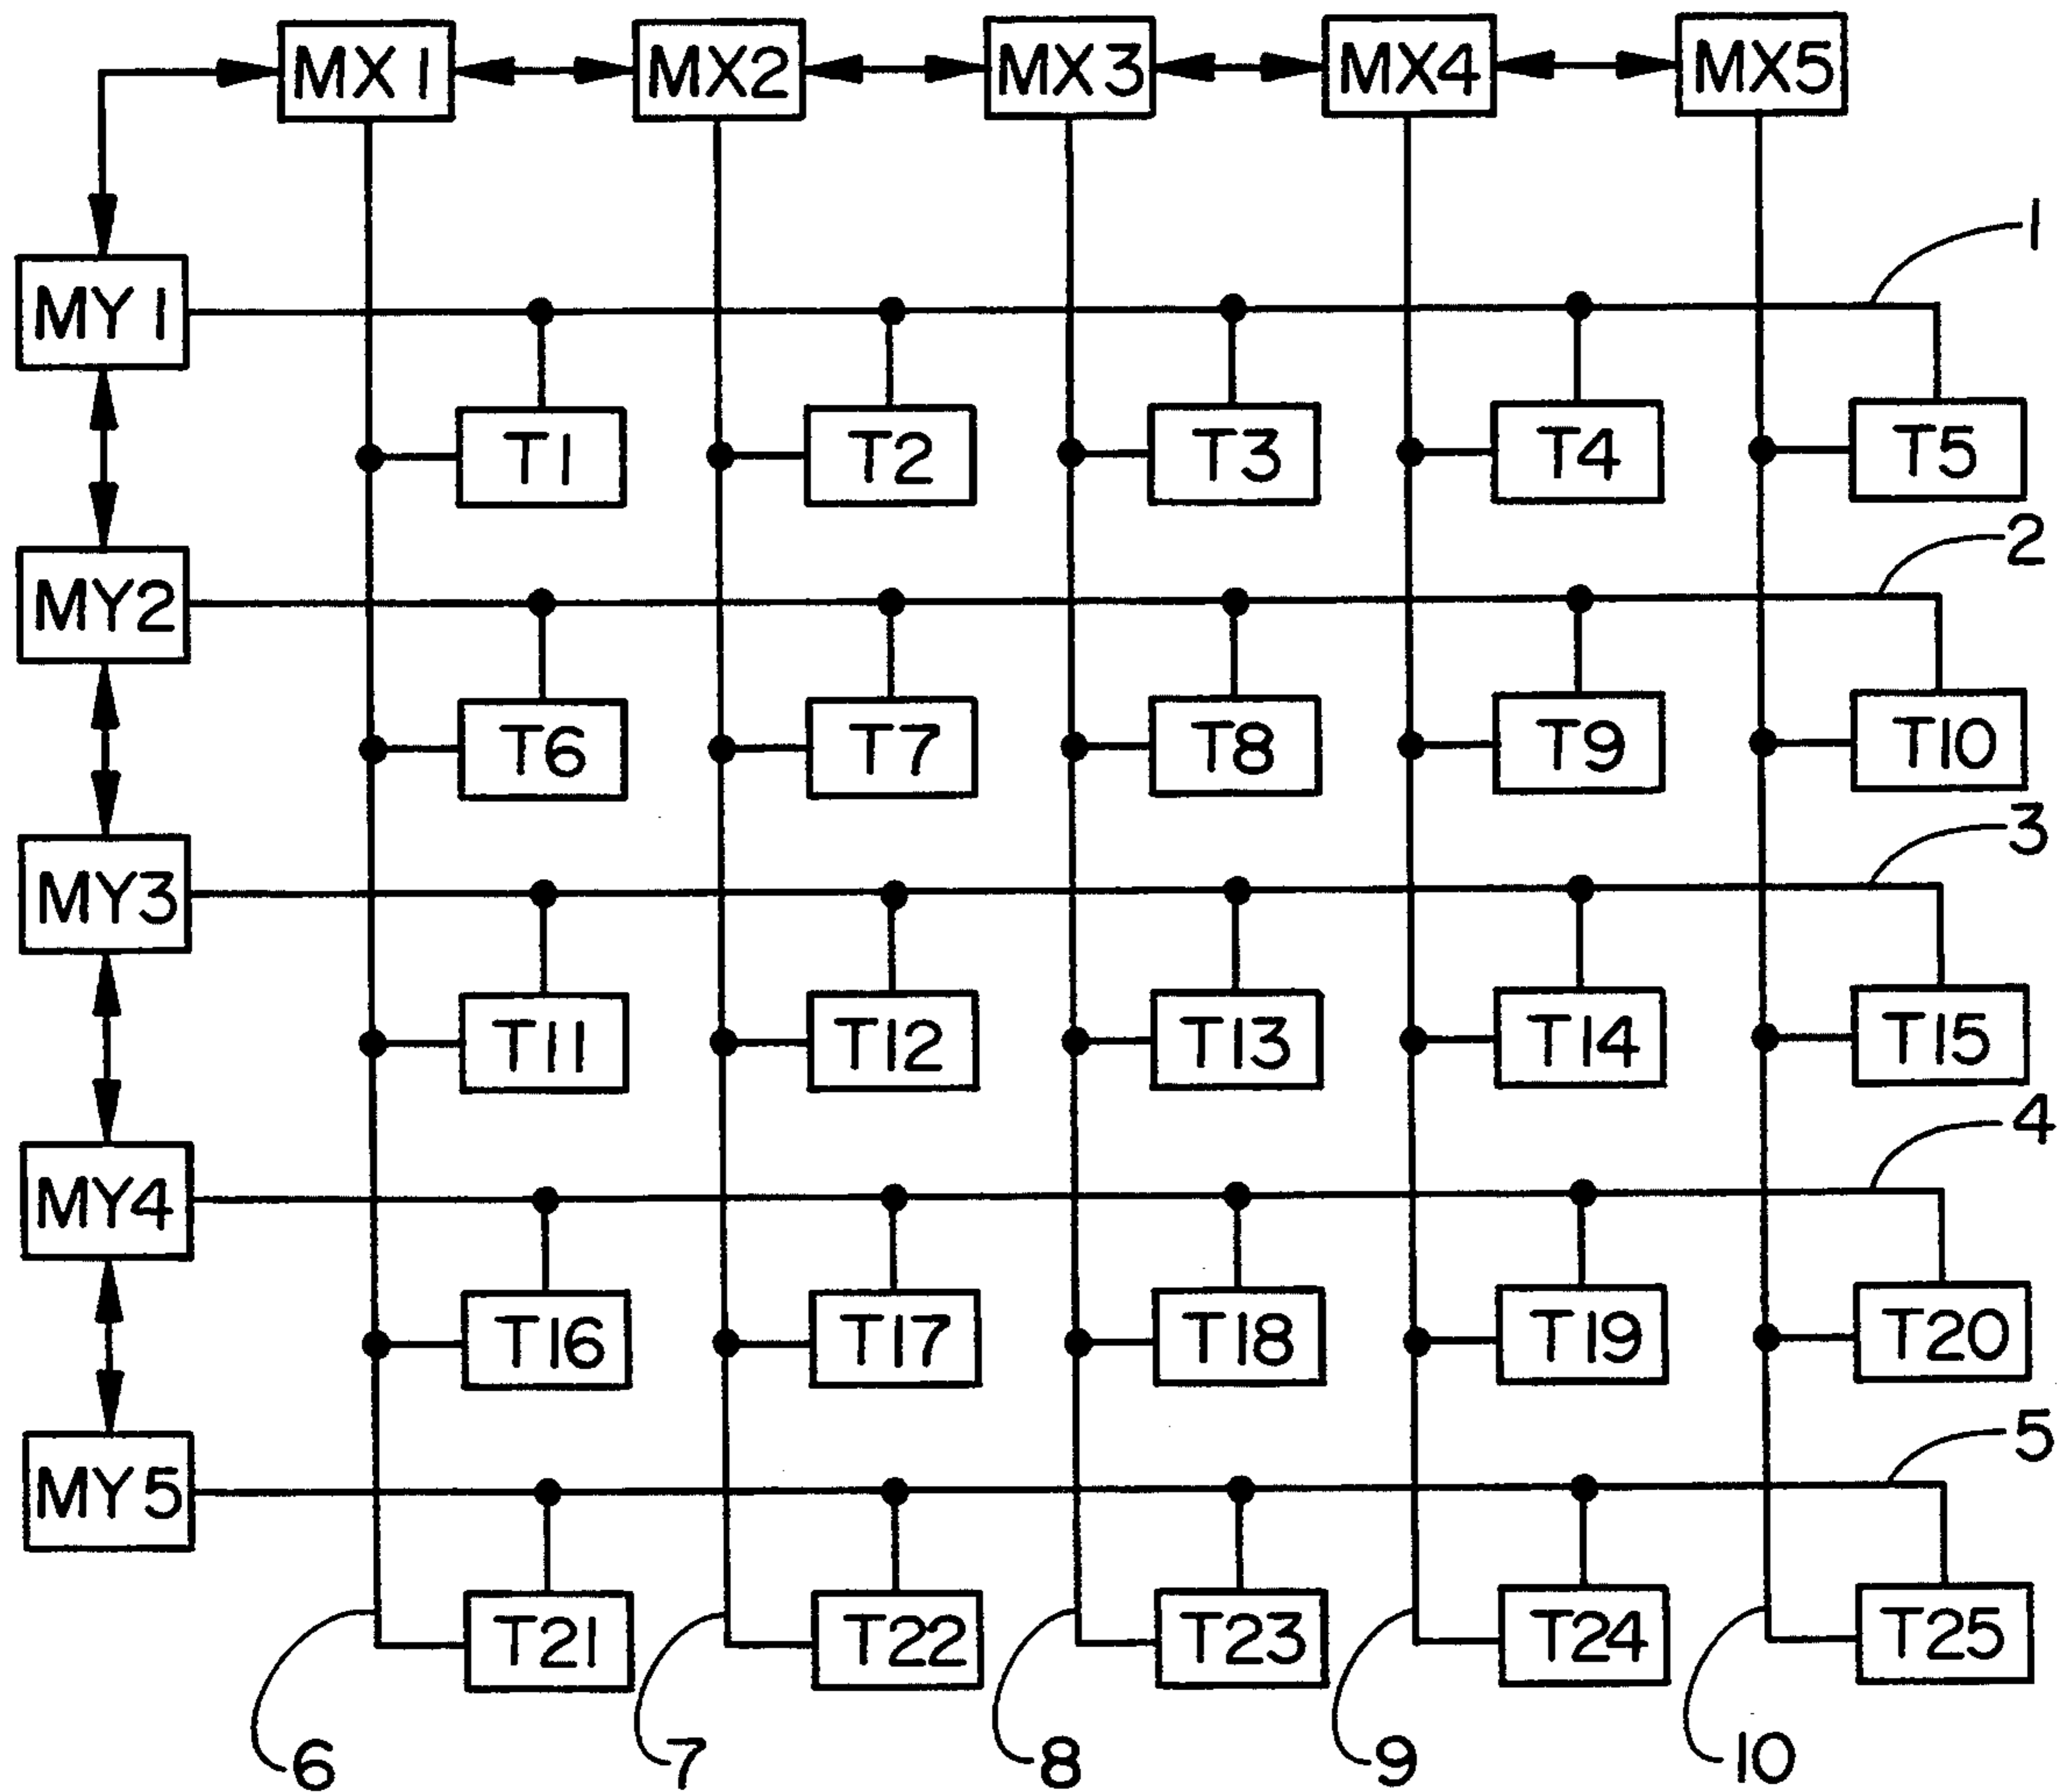 MX1 MX2 MX3 MX4 MX5
1
MY1
T1 T2 T3 T4 T5
2
MY2
T6 T7 T8 T9 T10
3
MY3
T11 T12 T13 T14 T15
4
MY4
T16 T17 T18 T19 T20
5
MY5
T21 T22 T23 T24 T25
6 7 8 9 10